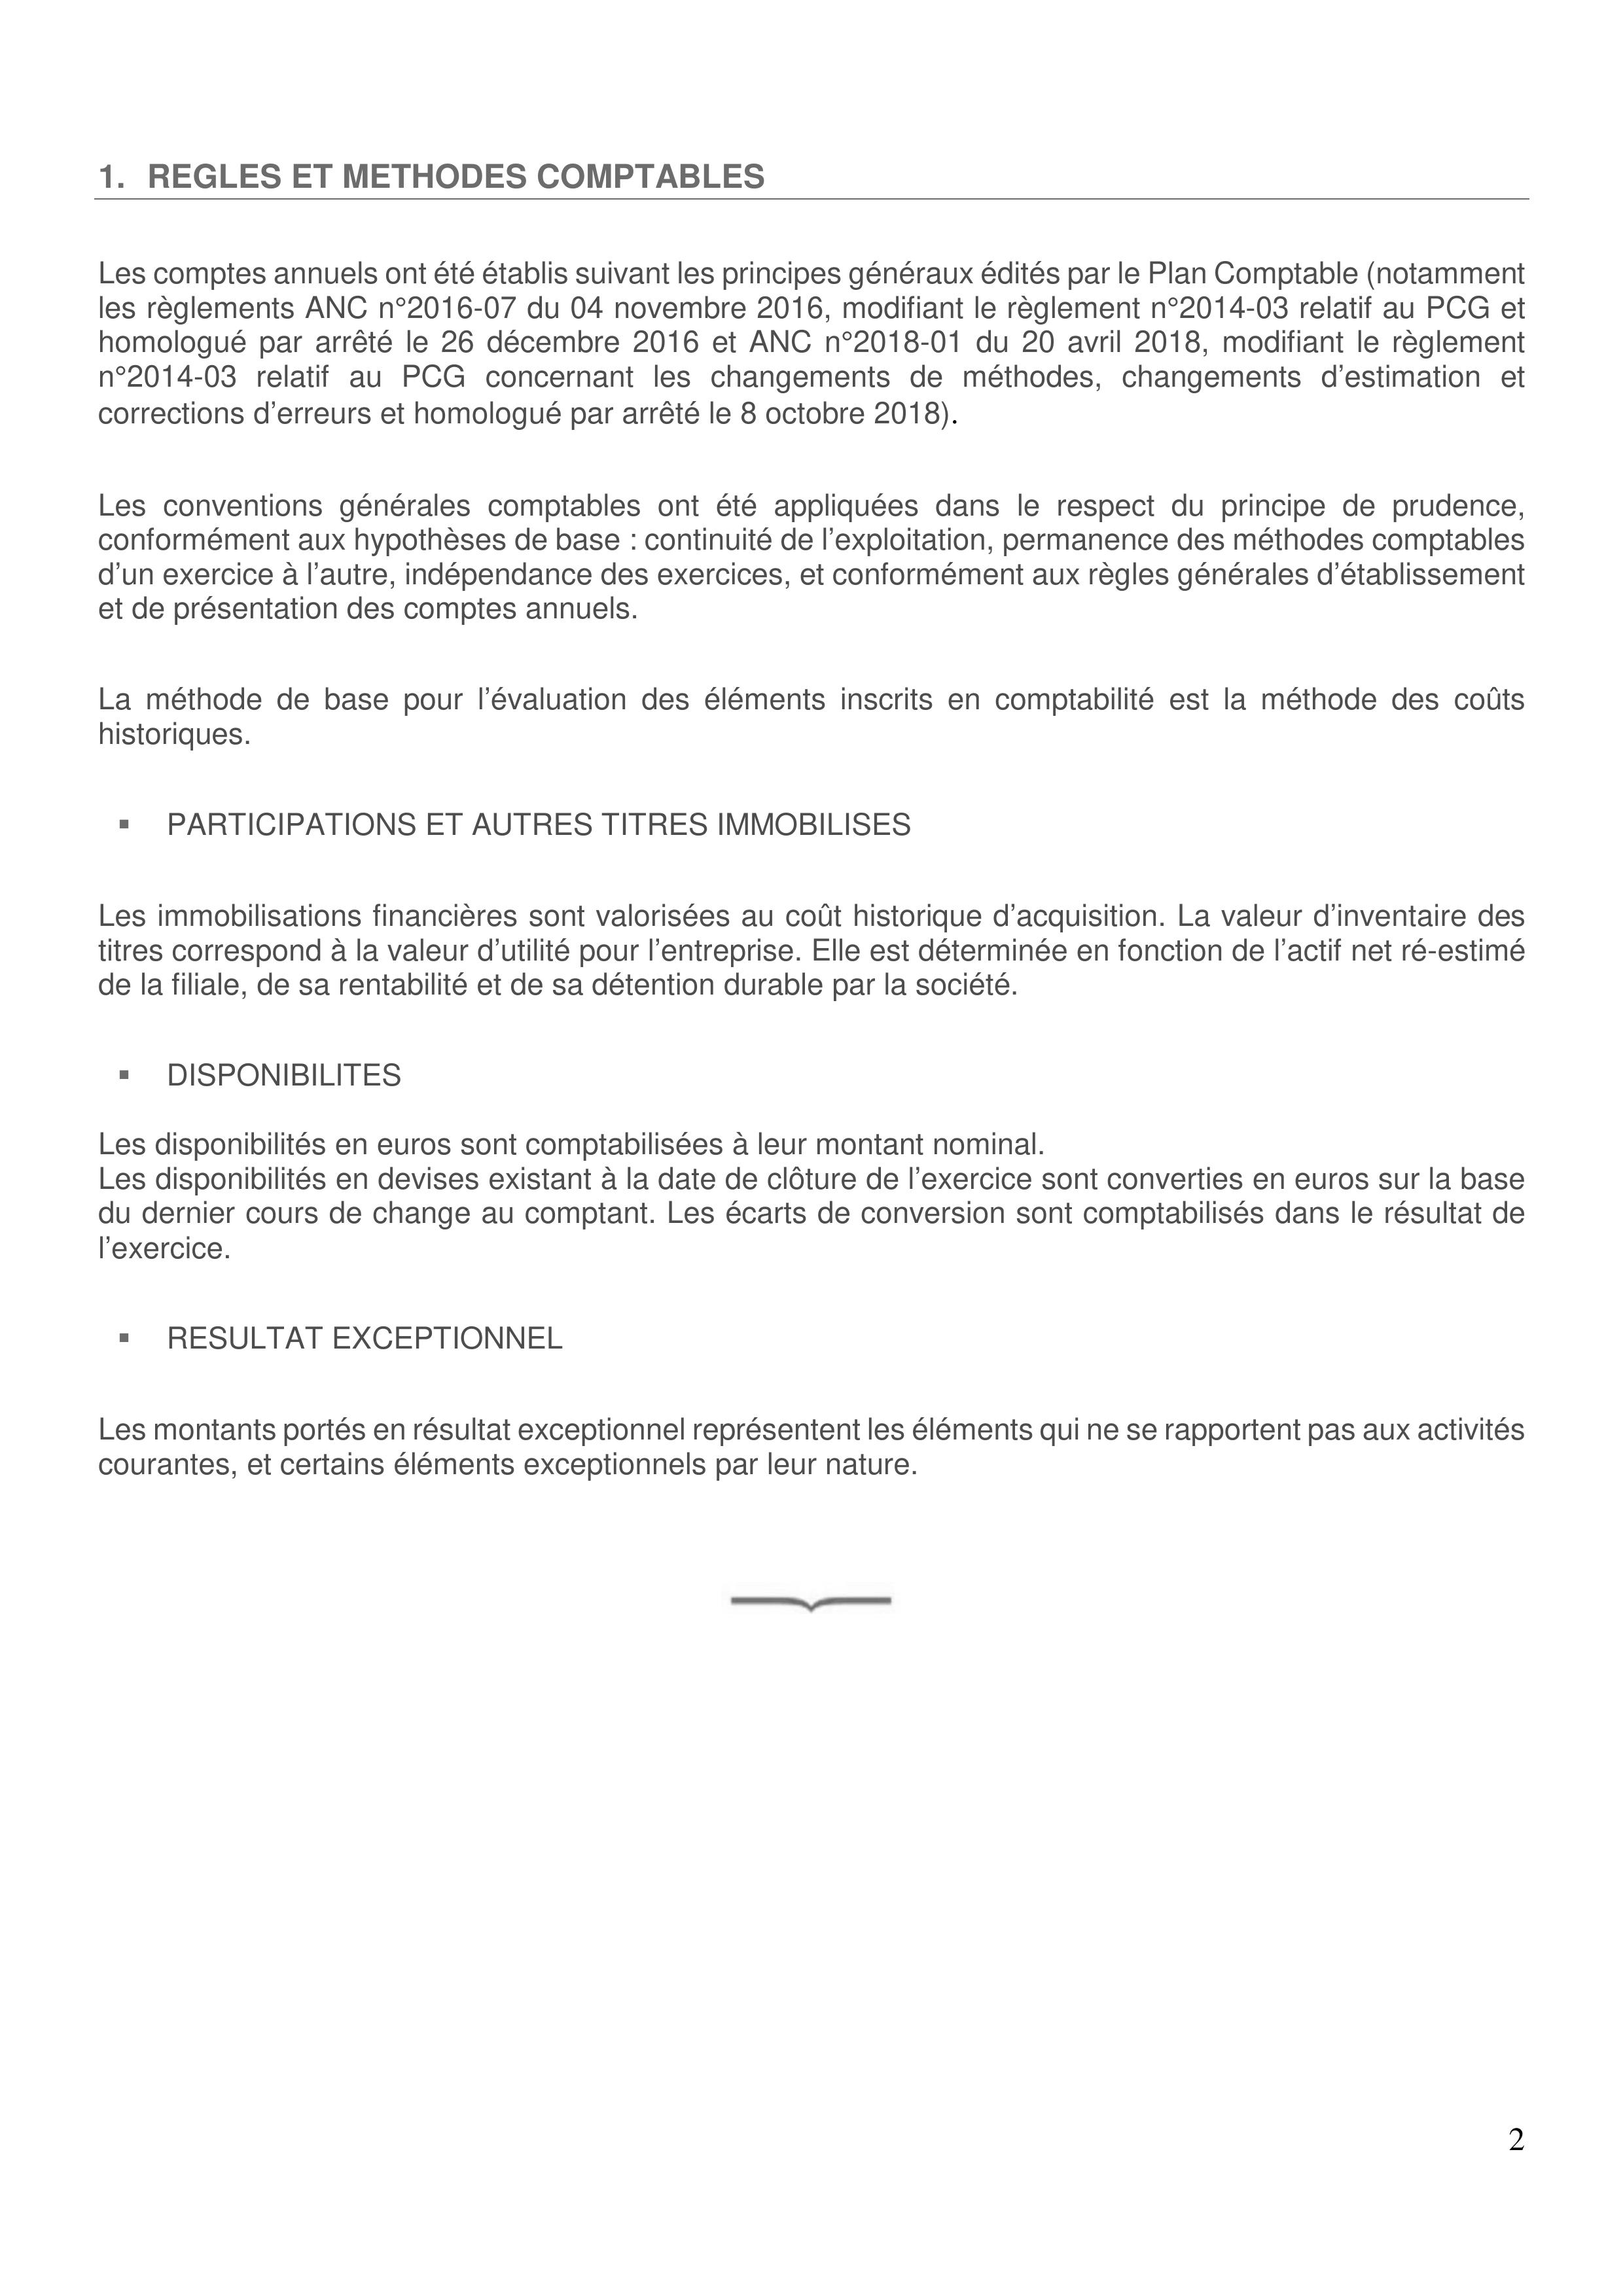 1. REGLES ET METHODES COMPTABLES
Les comptes annuels ont été établis suivant les principes généraux édités par le Plan Comptable (notamment
les règlements ANC n°2016-07 du 04 novembre 2016, modifiant le règlement n°2014-03 relatif au PCG et
homologué par arrêté le 26 décembre 2016 et ANC n°2018-01 du 20 avril 2018, modifiant le règlement
n°2014-03 relatif au PCG concernant les changements de méthodes, changements d’estimation et
corrections d’erreurs et homologué par arrêté le 8 octobre 2018).
Les conventions générales comptables ont été appliquées dans le respect du principe de prudence,
conformément aux hypothèses de base : continuité de l’exploitation, permanence des méthodes comptables
d’un exercice à l’autre, indépendance des exercices, et conformément aux règles générales d’établissement
et de présentation des comptes annuels.
La méthode de base pour l’évaluation des éléments inscrits en comptabilité est la méthode des coûts
historiques.
▪ PARTICIPATIONS ET AUTRES TITRES IMMOBILISES
Les immobilisations financières sont valorisées au coût historique d’acquisition. La valeur d’inventaire des
titres correspond à la valeur d’utilité pour l’entreprise. Elle est déterminée en fonction de l’actif net ré-estimé
de la filiale, de sa rentabilité et de sa détention durable par la société.
▪ DISPONIBILITES
Les disponibilités en euros sont comptabilisées à leur montant nominal.
Les disponibilités en devises existant à la date de clôture de l’exercice sont converties en euros sur la base
du dernier cours de change au comptant. Les écarts de conversion sont comptabilisés dans le résultat de
l’exercice.
▪ RESULTAT EXCEPTIONNEL
Les montants portés en résultat exceptionnel représentent les éléments qui ne se rapportent pas aux activités
courantes, et certains éléments exceptionnels par leur nature.
2